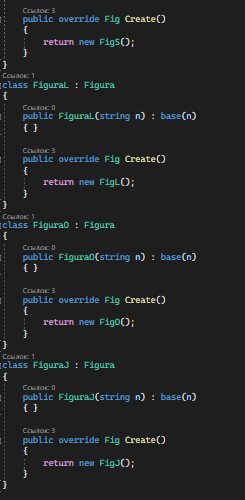 Ссылок: 3
public override Fig Create()
{
return new FigS();
}
}
Ссылок: 1
class FiguraL : Figura
{
Ссылок: 0
public FiguraL(string n) : base(n)
{ }
Ссылок: 3
public override Fig Create()
{
return new FigL();
}
}
Ссылок: 1
class FiguraO : Figura
{
Ссылок: 0
public FiguraO(string n) : base(n)
{ }
Ссылок: 3
public override Fig Create()
{
return new FigO();
}
}
Ссылок: 1
class FiguraJ : Figura
{
Ссылок: 0
public FiguraJ(string n) : base(n)
{ }
Ссылок: 3
public override Fig Create()
{
return new FigJ();
}
}